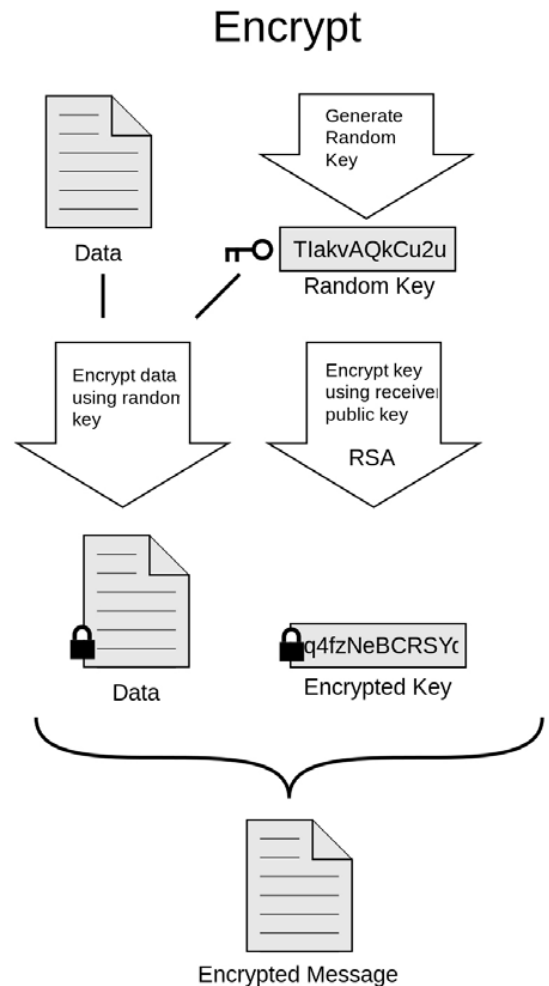 Encrypt
Generate
Random
Key
Data
TIakvAQkCu2u
Random Key
Encrypt data
using random
key
Encrypt key
using receiver
public key
RSA
Data
q4fzNeBCRSY
Encrypted Key
Encrypted Message